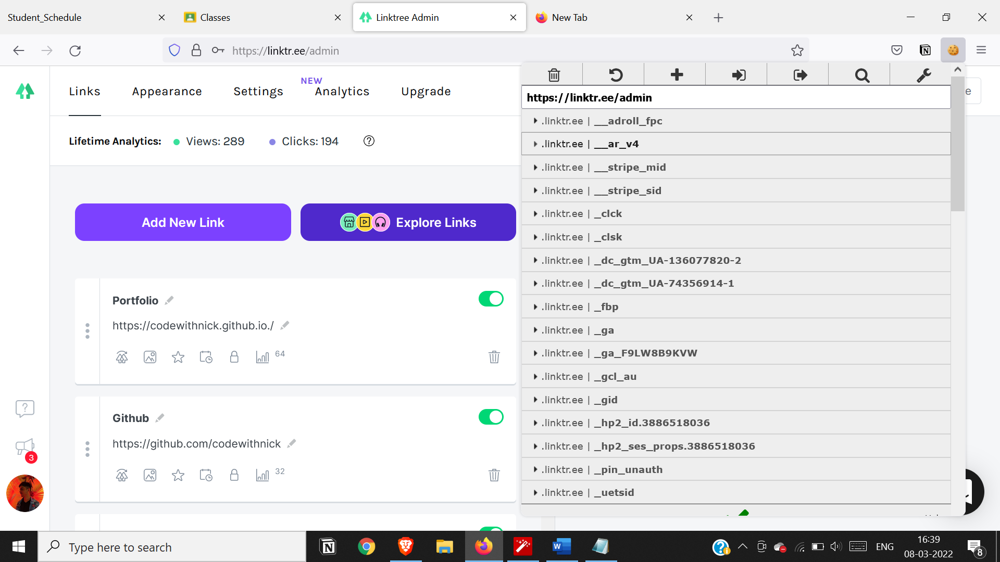 Student_Schedule
Classes
Linktree Admin
New Tab
https://linktr.ee/admin
Links
Appearance
Settings
NEW
Analytics
Upgrade
e
Lifetime Analytics:
Views: 289
Clicks: 194
Add New Link
Explore Links
Portfolio
https://codewithnick.github.io./
64
Github
https://github.com/codewithnick
32
3
https://linktr.ee/admin
.linktr.ee | __adroll_fpc
.linktr.ee | __ar_v4
.linktr.ee | __stripe_mid
.linktr.ee | __stripe_sid
.linktr.ee | _clck
.linktr.ee | _clsk
.linktr.ee | _dc_gtm_UA-136077820-2
.linktr.ee | _dc_gtm_UA-74356914-1
.linktr.ee | _fbp
.linktr.ee | _ga
.linktr.ee | _ga_F9LW8B9KVW
.linktr.ee | _gcl_au
.linktr.ee | _gid
.linktr.ee | _hp2_id.3886518036
.linktr.ee | _hp2_ses_props.3886518036
.linktr.ee | _pin_unauth
.linktr.ee | _uetsid
Type here to search
ENG
16:39
08-03-2022
8